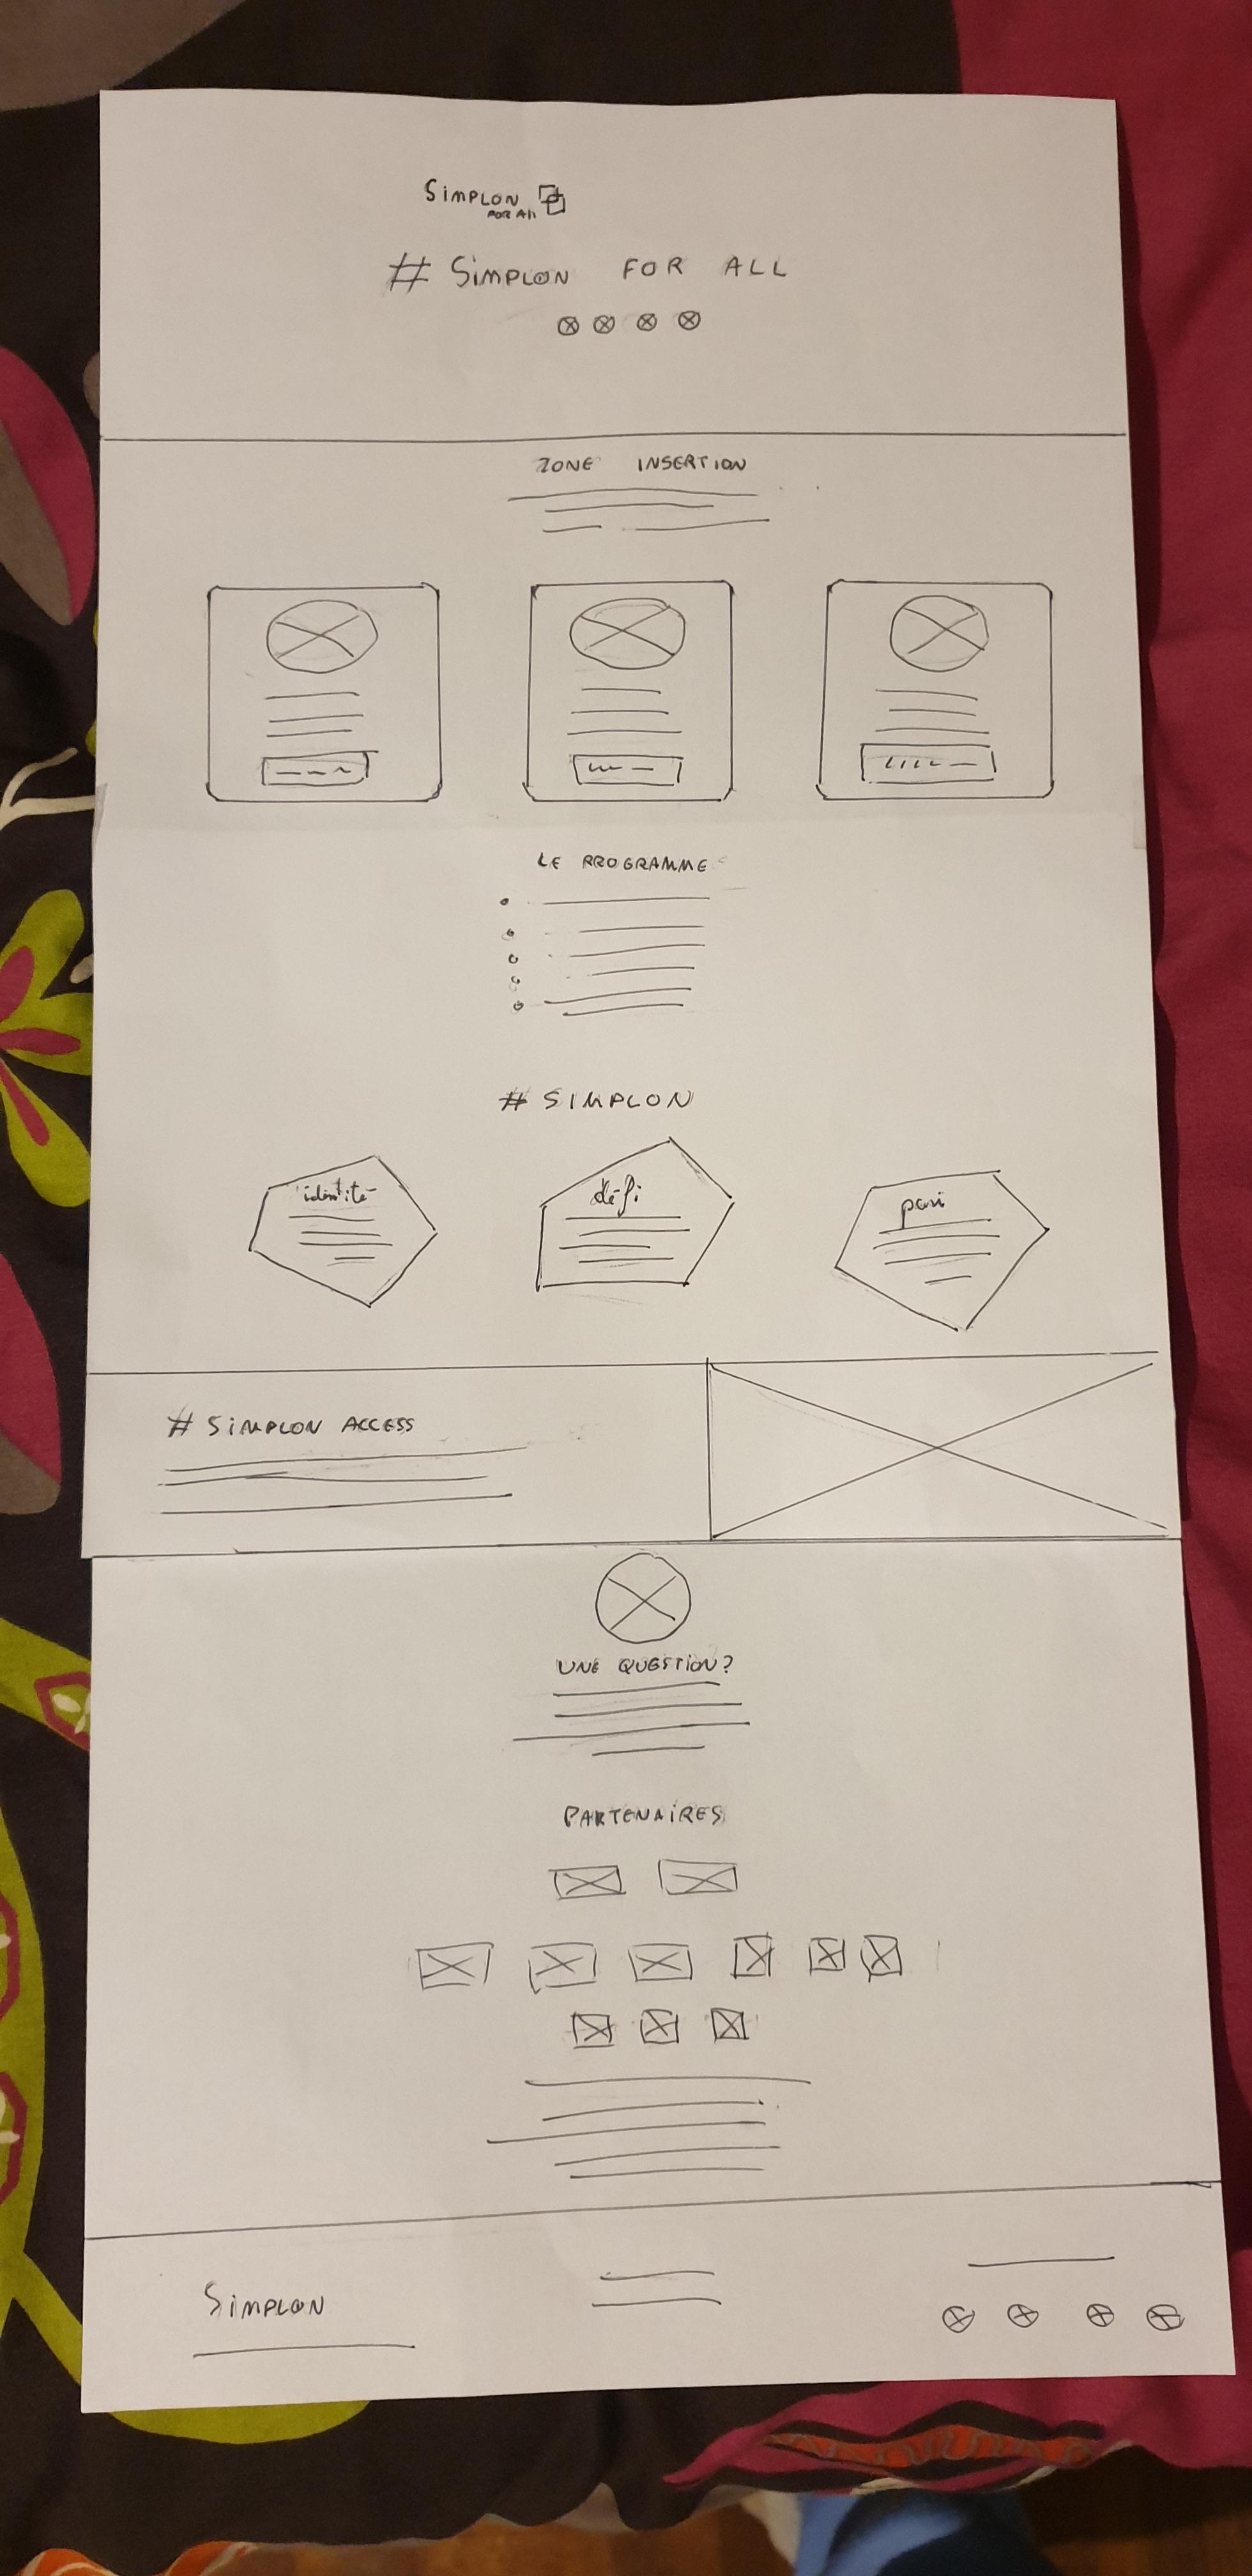 SiMPLON
FOR All
# SiMPLON FOR ALL
ZONE INSERTION
LE PROGRAMME
# SIMPLON
identité
défi
pari
# SiMPLON ACCESS
UNE QUESTION?
PARTENAiRES
SiMPLON